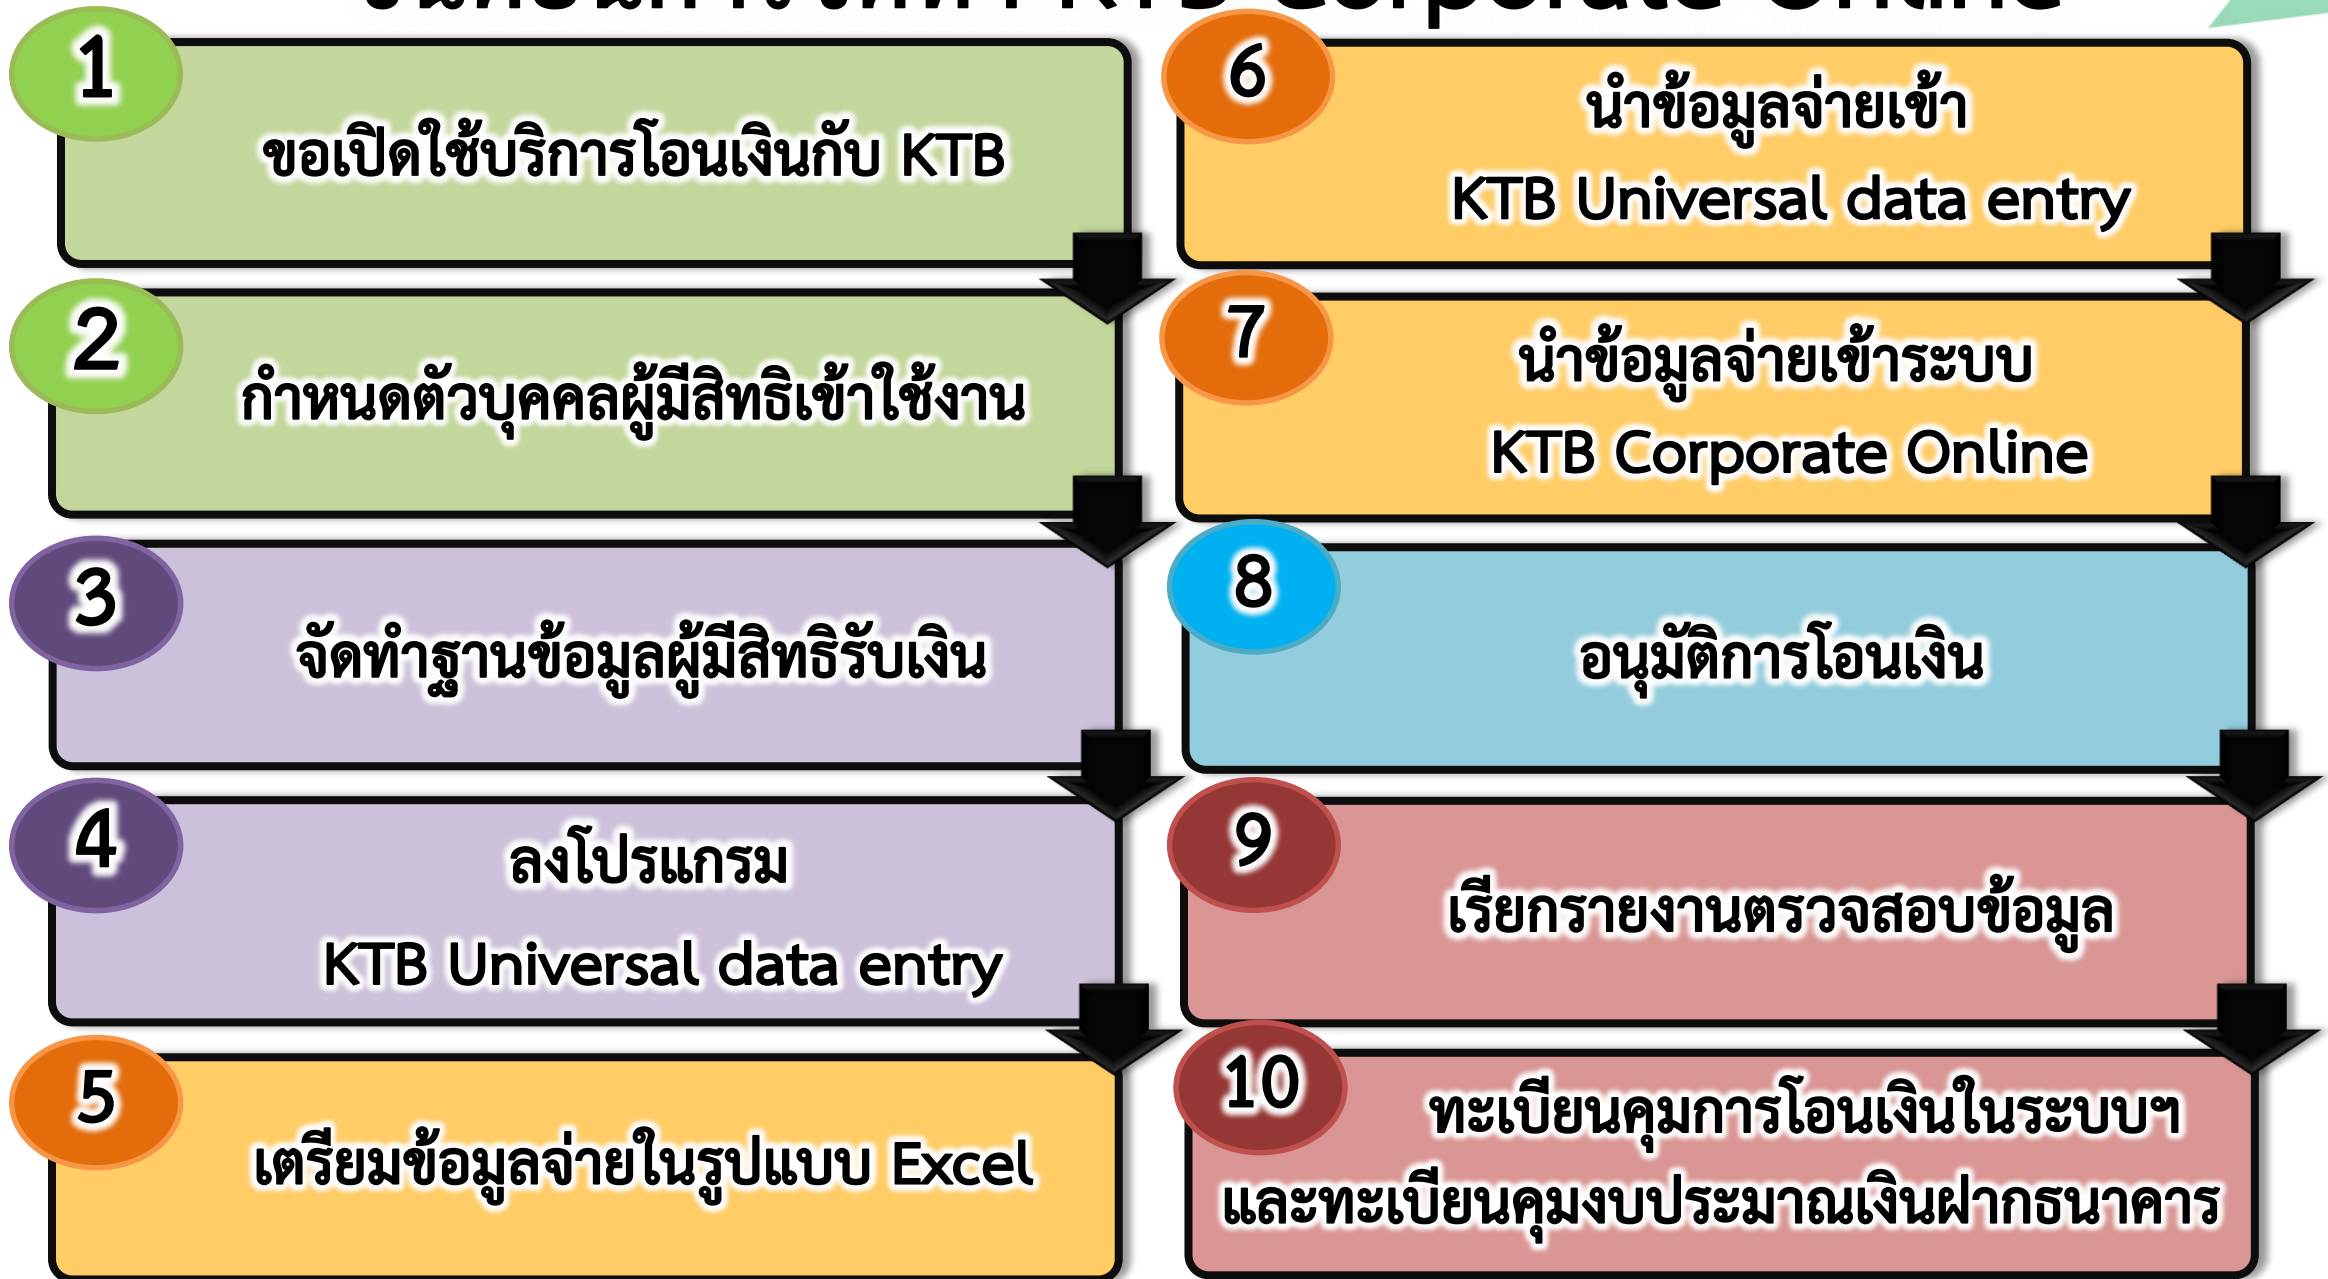 KTB Corporate Online
1
ขอเปิดใช้บริการโอนเงินกับ KTB
2
กำหนดตัวบุคคลผู้มีสิทธิเข้าใช้งาน
3
จัดทำฐานข้อมูลผู้มีสิทธิรับเงิน
4
ลงโปรแกรม
KTB Universal data entry
5
เตรียมข้อมูลจ่ายในรูปแบบ Excel
6
นำข้อมูลจ่ายเข้า
KTB Universal data entry
7
นำข้อมูลจ่ายเข้าระบบ
KTB Corporate Online
8
อนุมัติการโอนเงิน
9
เรียกรายงานตรวจสอบข้อมูล
10
ทะเบียนคุมการโอนเงินในระบบฯ
และทะเบียนคุมงบประมาณเงินฝากธนาคาร